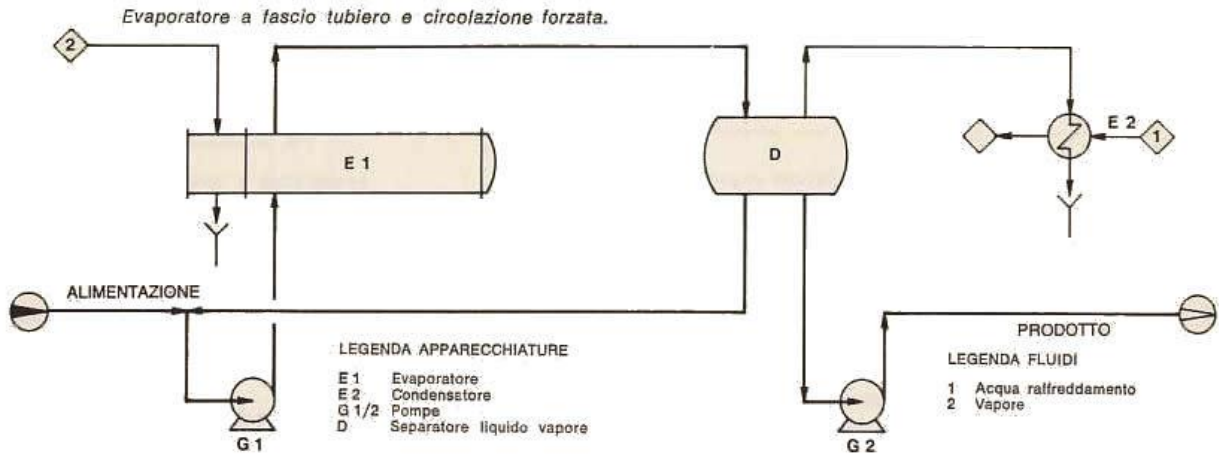 Evaporatore a fascio tubiero e circolazione forzata.
2
E 1
D
E 2
1
ALIMENTAZIONE
PRODOTTO
G 1
G 2
LEGENDA APPARECCHIATURE
E 1 Evaporatore
E 2 Condensatore
G 1/2 Pompe
D Separatore liquido vapore
LEGENDA FLUIDI
1 Acqua raffreddamento
2 Vapore